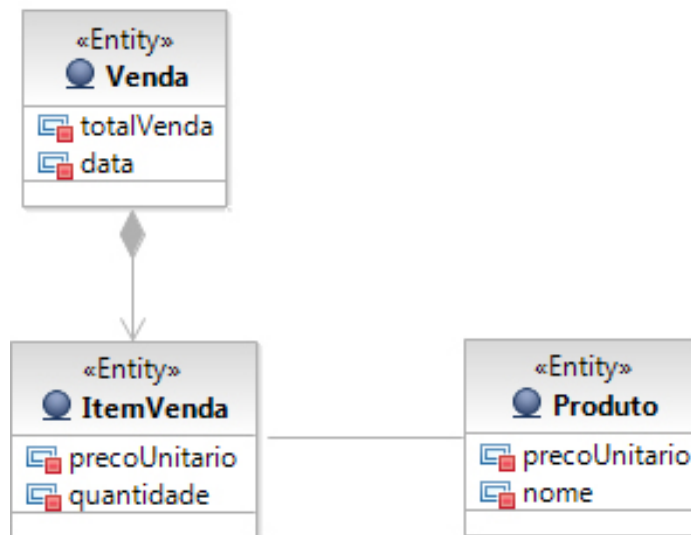 «Entity»
Venda
totalVenda
data
«Entity»
ItemVenda
precoUnitario
quantidade
«Entity»
Produto
precoUnitario
nome